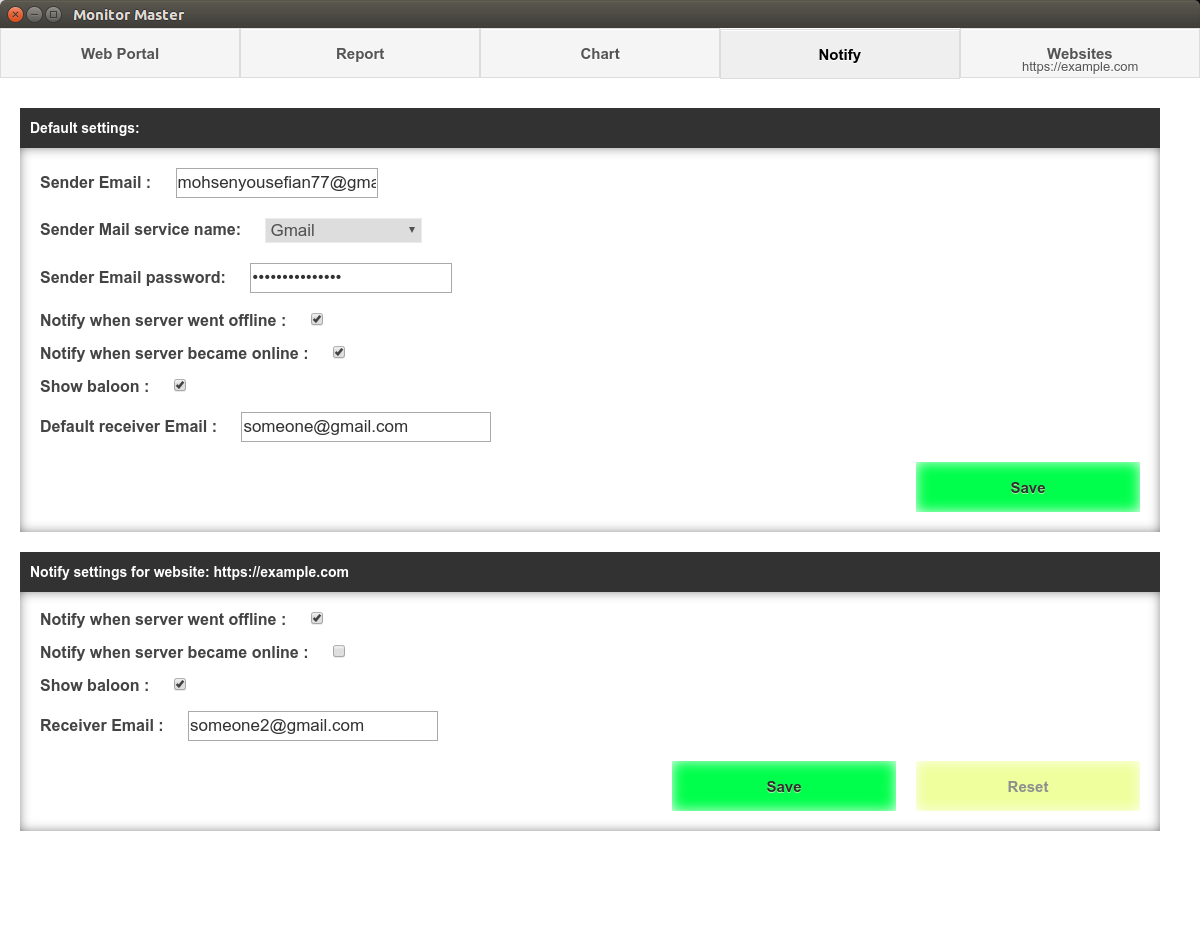 Monitor Master
Web Portal
Report
Chart
Notify
Websites
https://example.com
Default settings:
Sender Email : mohsenyousefian77@gma
Sender Mail service name: Gmail
Sender Email password: •••••••••••••••
Notify when server went offline :
Notify when server became online :
Show baloon :
Default receiver Email : someone@gmail.com
Save
Notify settings for website: https://example.com
Notify when server went offline :
Notify when server became online :
Show baloon :
Receiver Email : someone2@gmail.com
Save
Reset